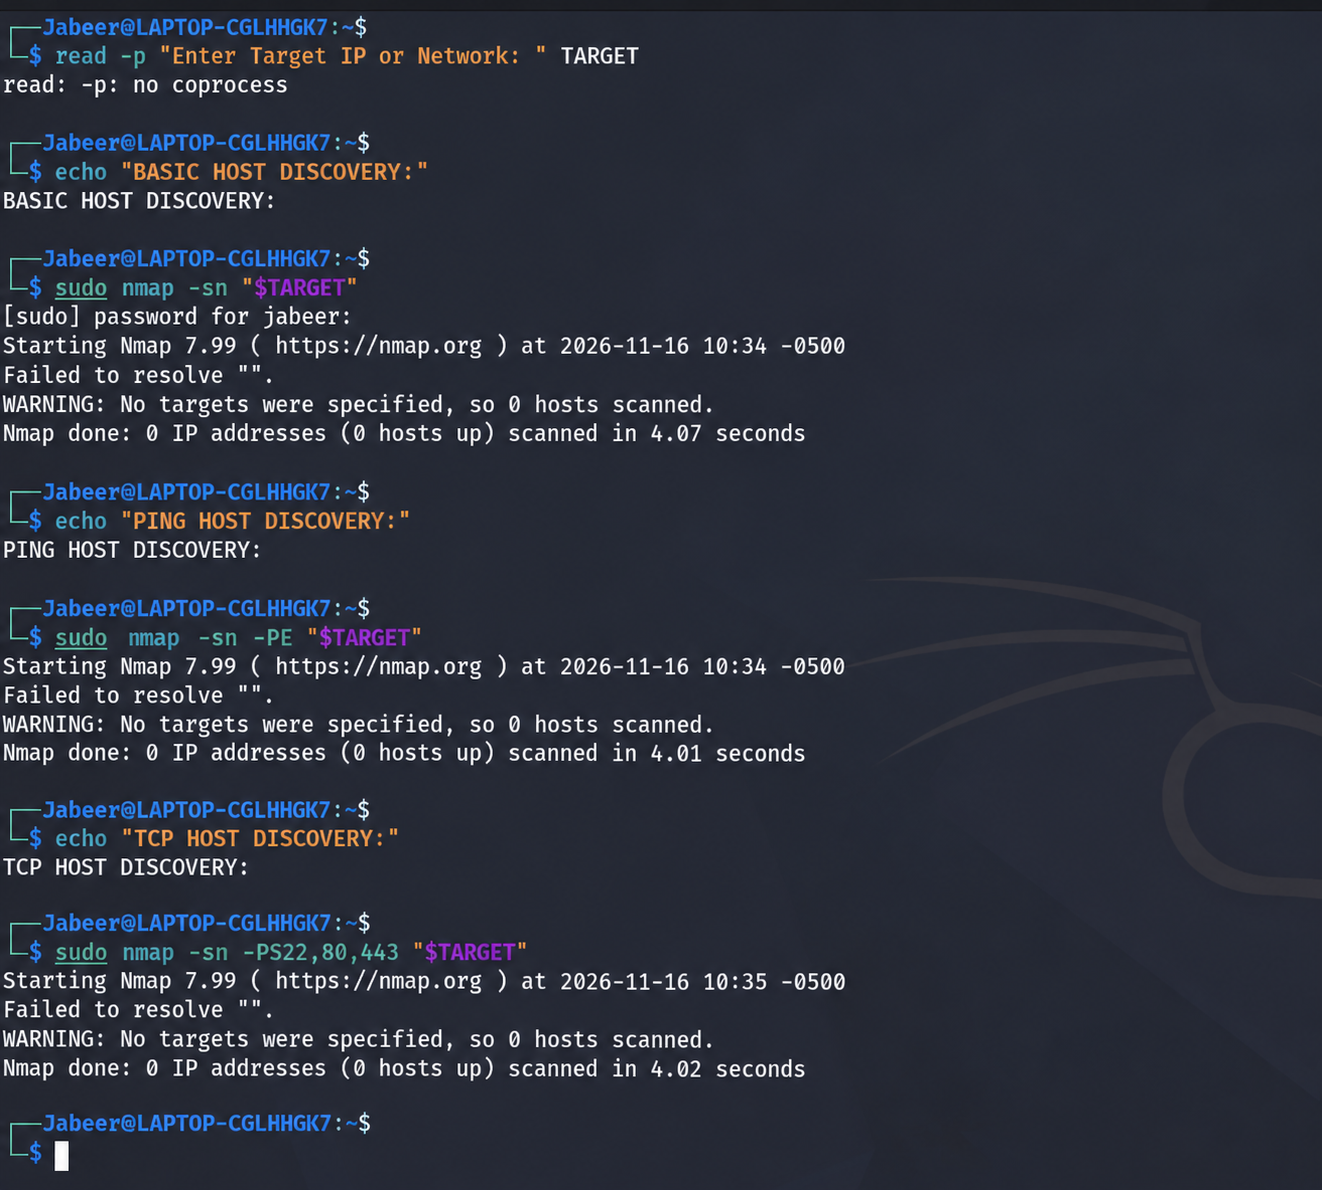 ┌──Jabeer@LAPTOP-CGLHHGK7:~$
└─$ read -p "Enter Target IP or Network: " TARGET
read: -p: no coprocess
┌──Jabeer@LAPTOP-CGLHHGK7:~$
└─$ echo "BASIC HOST DISCOVERY:"
BASIC HOST DISCOVERY:
┌──Jabeer@LAPTOP-CGLHHGK7:~$
└─$ sudo nmap -sn "$TARGET"
[sudo] password for jabeer:
Starting Nmap 7.99 ( https://nmap.org ) at 2026-11-16 10:34 -0500
Failed to resolve "".
WARNING: No targets were specified, so 0 hosts scanned.
Nmap done: 0 IP addresses (0 hosts up) scanned in 4.07 seconds
┌──Jabeer@LAPTOP-CGLHHGK7:~$
└─$ echo "PING HOST DISCOVERY:"
PING HOST DISCOVERY:
┌──Jabeer@LAPTOP-CGLHHGK7:~$
└─$ sudo  nmap -sn -PE "$TARGET"
Starting Nmap 7.99 ( https://nmap.org ) at 2026-11-16 10:34 -0500
Failed to resolve "".
WARNING: No targets were specified, so 0 hosts scanned.
Nmap done: 0 IP addresses (0 hosts up) scanned in 4.01 seconds
┌──Jabeer@LAPTOP-CGLHHGK7:~$
└─$ echo "TCP HOST DISCOVERY:"
TCP HOST DISCOVERY:
┌──Jabeer@LAPTOP-CGLHHGK7:~$
└─$ sudo nmap -sn -PS22,80,443 "$TARGET"
Starting Nmap 7.99 ( https://nmap.org ) at 2026-11-16 10:35 -0500
Failed to resolve "".
WARNING: No targets were specified, so 0 hosts scanned.
Nmap done: 0 IP addresses (0 hosts up) scanned in 4.02 seconds
┌──Jabeer@LAPTOP-CGLHHGK7:~$
└─$